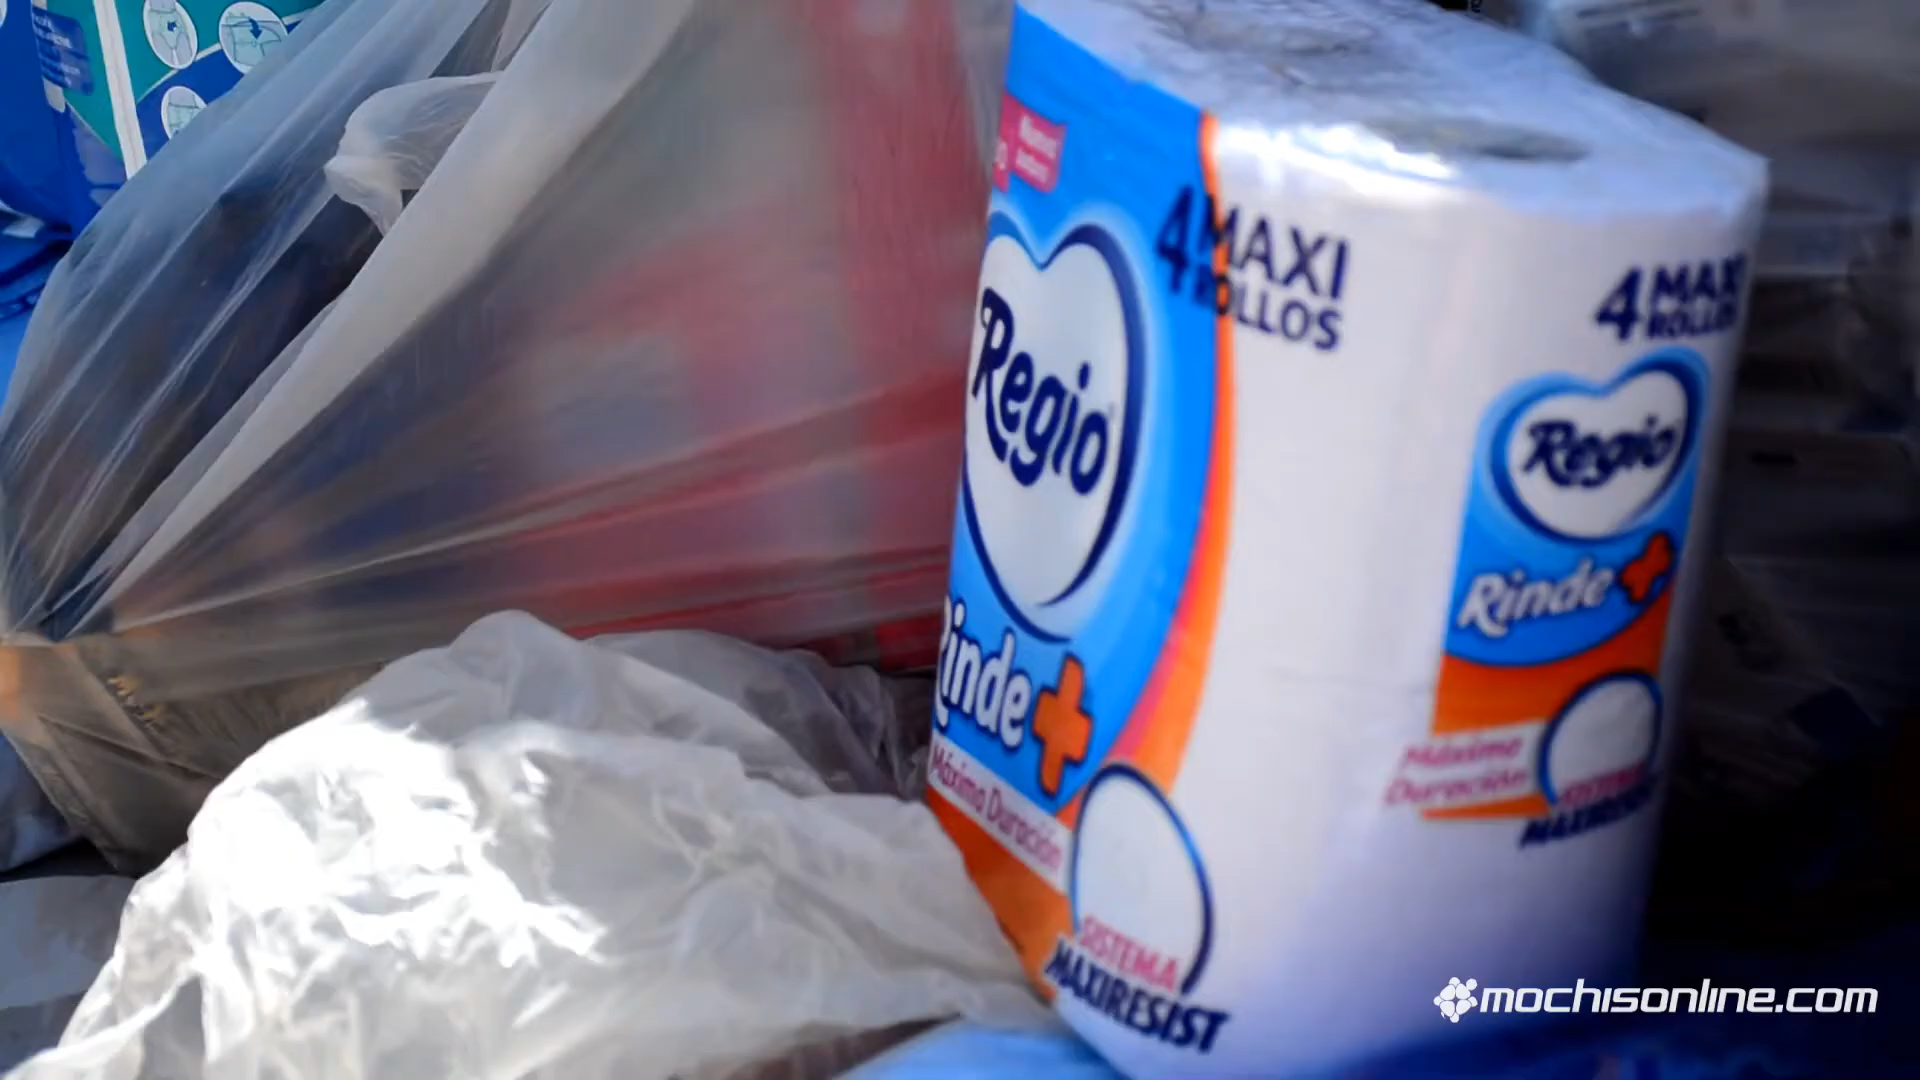 4 MAXI
ROLLOS
Regio
Rinde+
Máxima Duración
SISTEMA
MAXIRESIST
4 MAXI
ROLLOS
Regio
Rinde+
Máxima
Duración
SISTEMA
MAXIRESIST
mochisonline.com